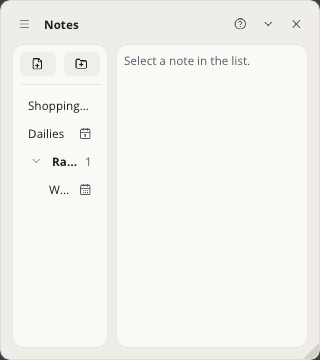 Notes
Select a note in the list.
Shopping...
Dailies
Ra... 1
W...